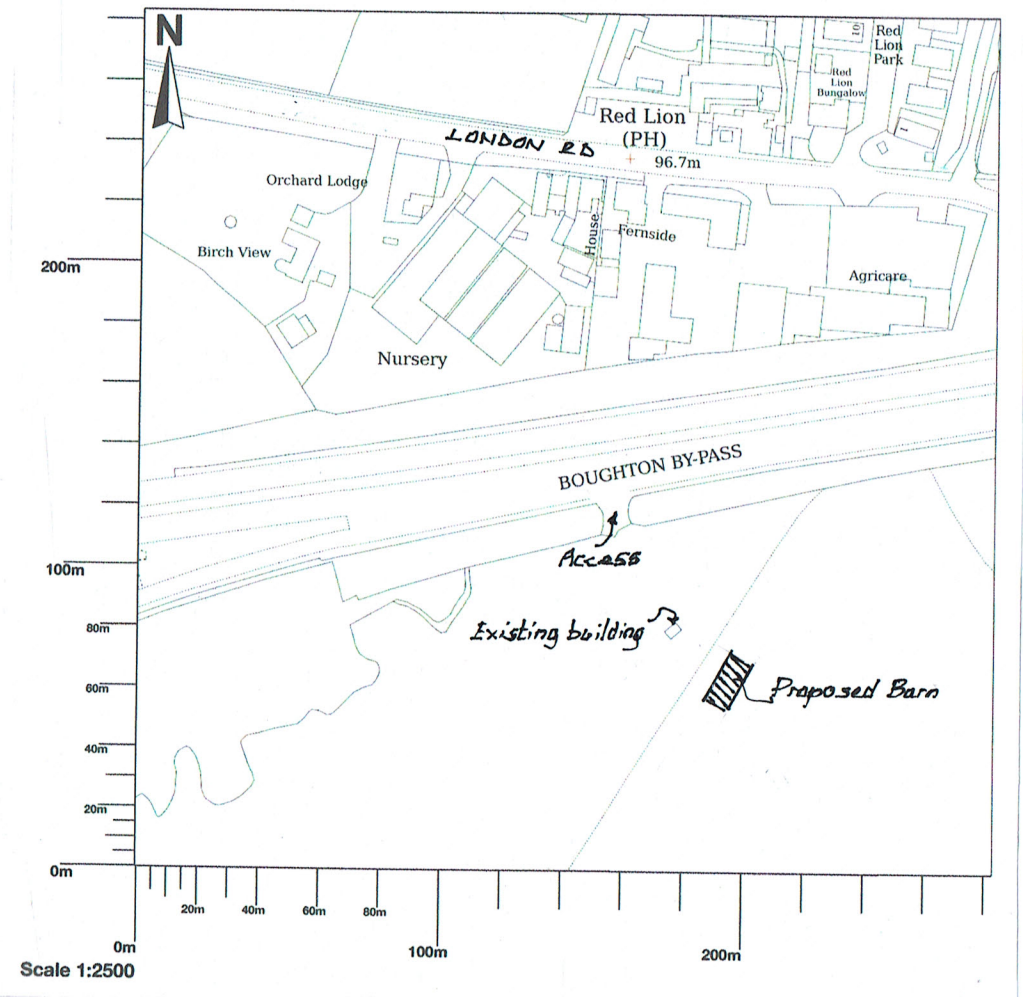 N
10
Red
Lion
Park
Red
Lion
Bungalow
1
Red Lion
(PH)
LONDON RD
96.7m
Orchard Lodge
House
Fernside
Birch View
200m
Agricare
Nursery
BOUGHTON BY-PASS
Access
100m
80m
Existing building
60m
Proposed Barn
40m
20m
0m
20m
40m
60m
80m
0m
100m
200m
Scale 1:2500